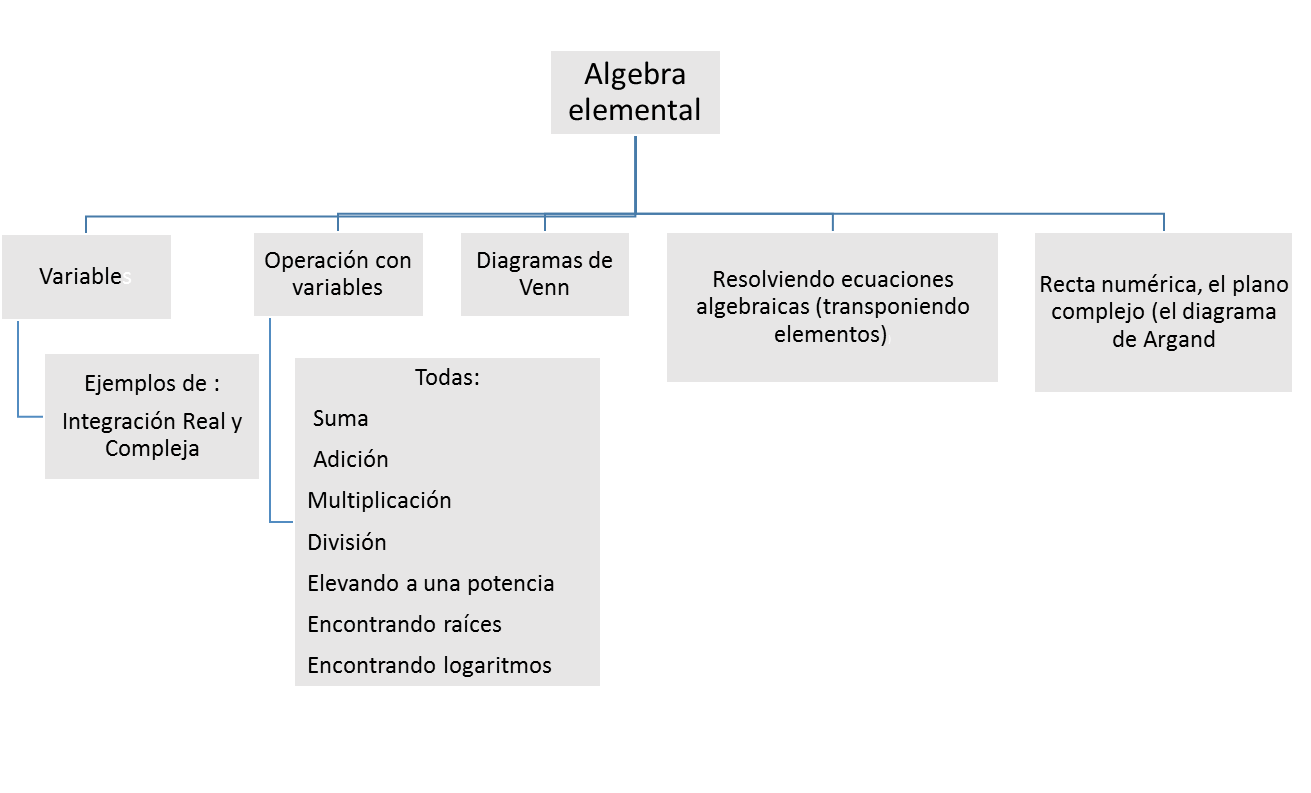 Algebra
elemental
Variables
Operación con
variables
Diagramas de
Venn
Resolviendo ecuaciones
algebraicas (transponiendo
elementos)
Recta numérica, el plano
complejo (el diagrama
de Argand
Ejemplos de :
Integración Real y
Compleja
Todas:
Suma
Adición
Multiplicación
División
Elevando a una potencia
Encontrando raíces
Encontrando logaritmos